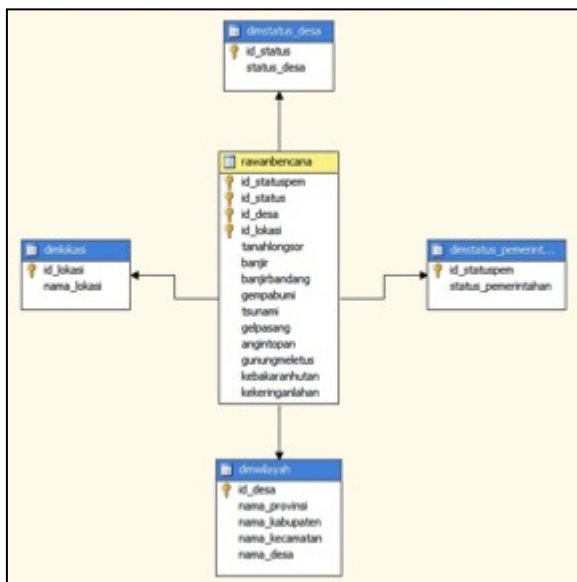 dimstatus_desa
id_status
status_desa
rawanbencana
id_statuspem
id_status
id_desa
id_lokasi
tanahlongsor
banjir
banjirbandang
gempabumi
tsunami
gelpasang
angintopan
gunungmeletus
kebakaranhutan
kekeringanlahan
dimlokasi
id_lokasi
nama_lokasi
dimstatus_pemerint...
id_statuspem
status_pemerintahan
dimwilayah
id_desa
nama_provinsi
nama_kabupaten
nama_kecamatan
nama_desa